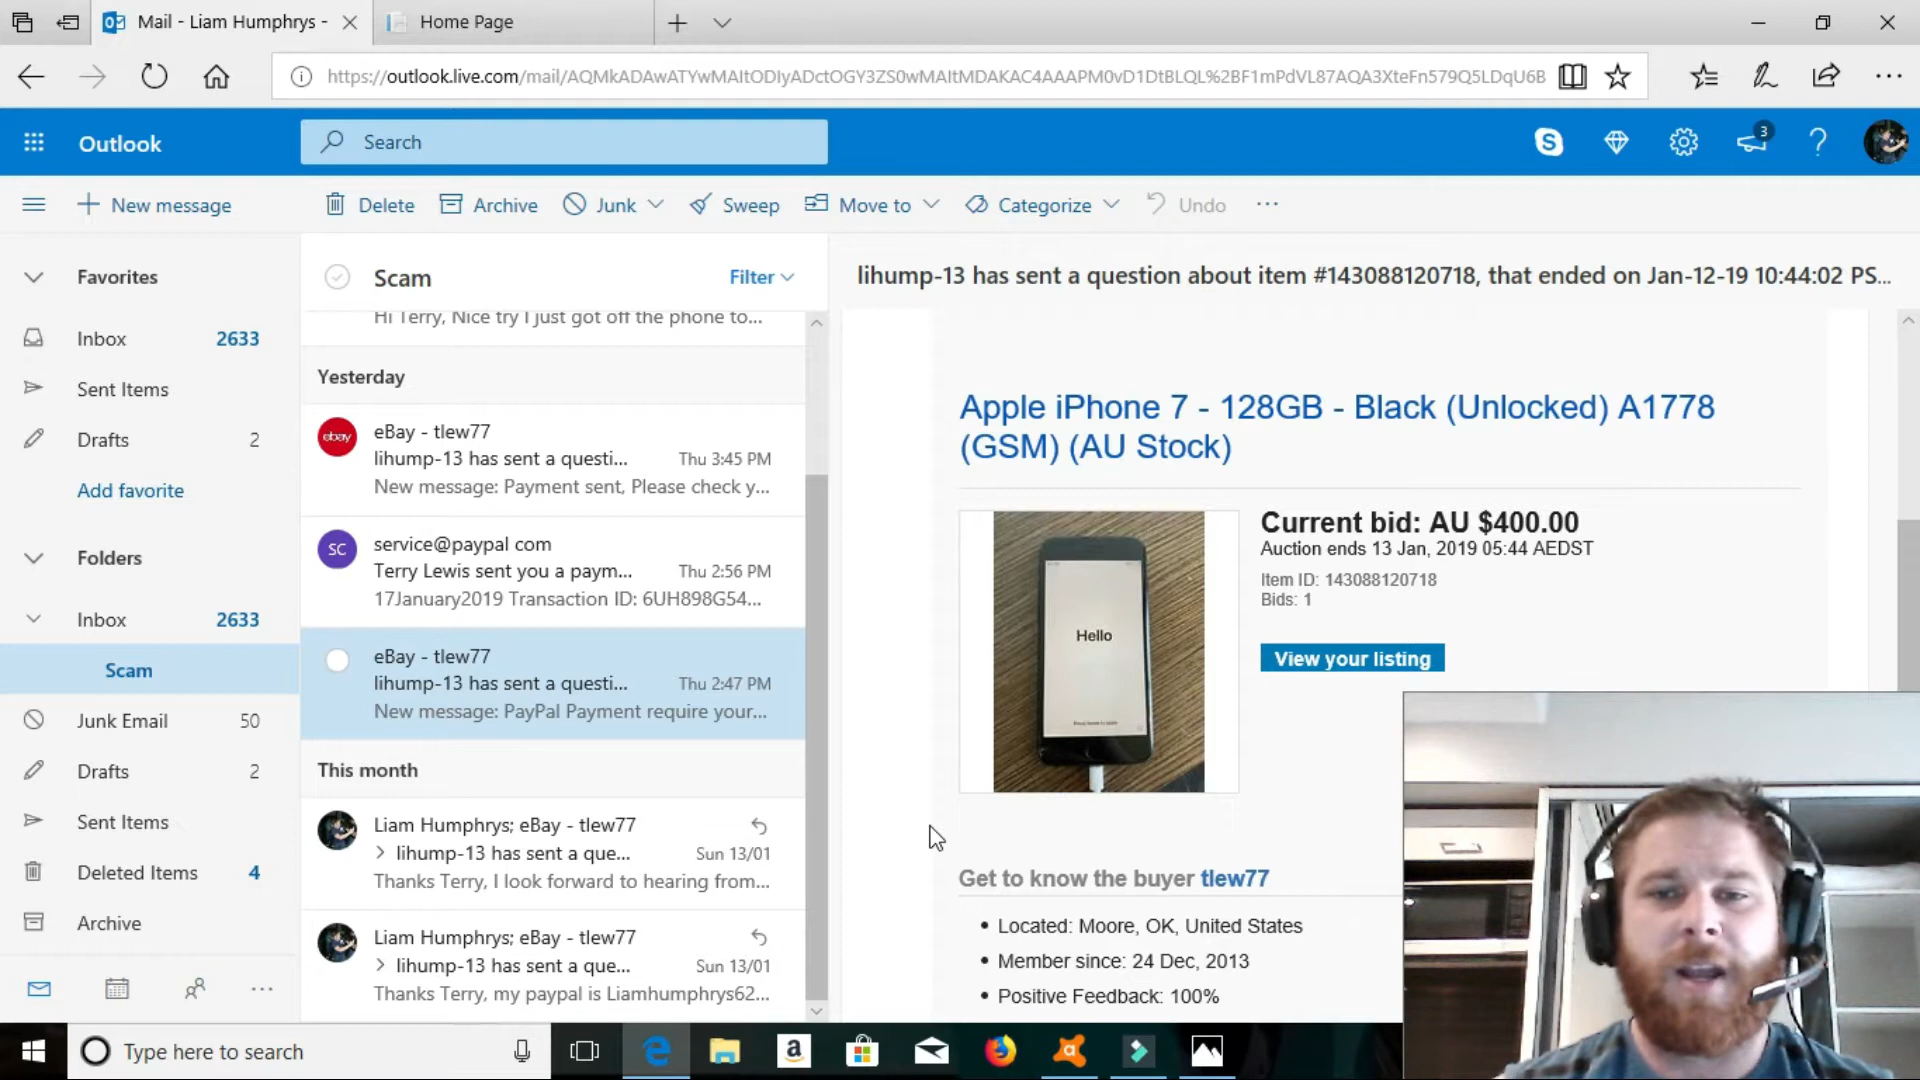 Mail - Liam Humphrys -
Home Page
https://outlook.live.com/mail/AQMkADAwATYwMAItODIyADctOGY3ZS0wMAItMDAKAC4AAAPM0vD1DtBLQL%2BF1mPdVL87AQA3XteFn579Q5LDqU6B
Outlook
Search
3
New message
Delete
Archive
Junk
Sweep
Move to
Categorize
Undo
Favorites
Inbox 2633
Sent Items
Drafts 2
Add favorite
Folders
Inbox 2633
Scam
Junk Email 50
Drafts 2
Sent Items
Deleted Items 4
Archive
Scam
Filter
Hi Terry, Nice try I just got off the phone to...
Yesterday
ebay
eBay - tlew77
lihump-13 has sent a questi... Thu 3:45 PM
New message: Payment sent, Please check y...
SC
service@paypal com
Terry Lewis sent you a paym... Thu 2:56 PM
17January2019 Transaction ID: 6UH898G54...
eBay - tlew77
lihump-13 has sent a questi... Thu 2:47 PM
New message: PayPal Payment require your...
This month
Liam Humphrys; eBay - tlew77
lihump-13 has sent a que... Sun 13/01
Thanks Terry, I look forward to hearing from...
Liam Humphrys; eBay - tlew77
lihump-13 has sent a que... Sun 13/01
Thanks Terry, my paypal is Liamhumphrys62...
lihump-13 has sent a question about item #143088120718, that ended on Jan-12-19 10:44:02 PS...
Apple iPhone 7 - 128GB - Black (Unlocked) A1778
(GSM) (AU Stock)
Hello
Current bid: AU $400.00
Auction ends 13 Jan, 2019 05:44 AEDST
Item ID: 143088120718
Bids: 1
View your listing
Get to know the buyer tlew77
• Located: Moore, OK, United States
• Member since: 24 Dec, 2013
• Positive Feedback: 100%
Type here to search